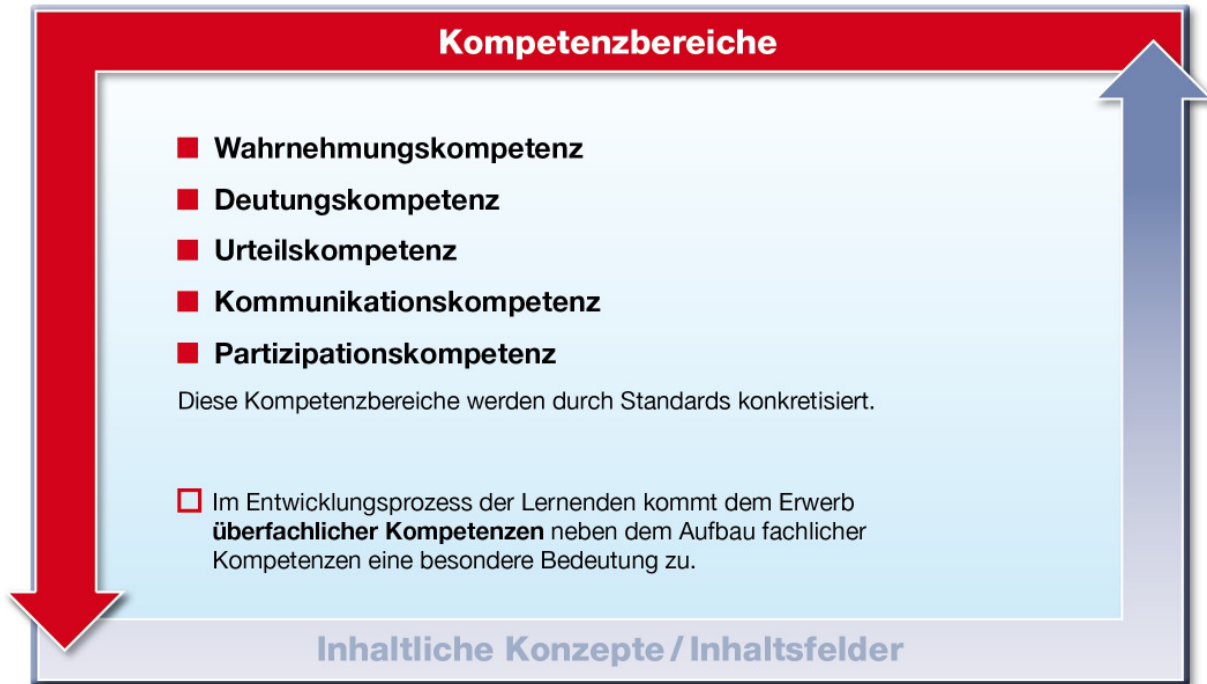 Kompetenzbereiche
Wahrnehmungskompetenz
Deutungskompetenz
Urteilskompetenz
Kommunikationskompetenz
Partizipationskompetenz
Diese Kompetenzbereiche werden durch Standards konkretisiert.
Im Entwicklungsprozess der Lernenden kommt dem Erwerb
überfachlicher Kompetenzen neben dem Aufbau fachlicher
Kompetenzen eine besondere Bedeutung zu.
Inhaltliche Konzepte / Inhaltsfelder